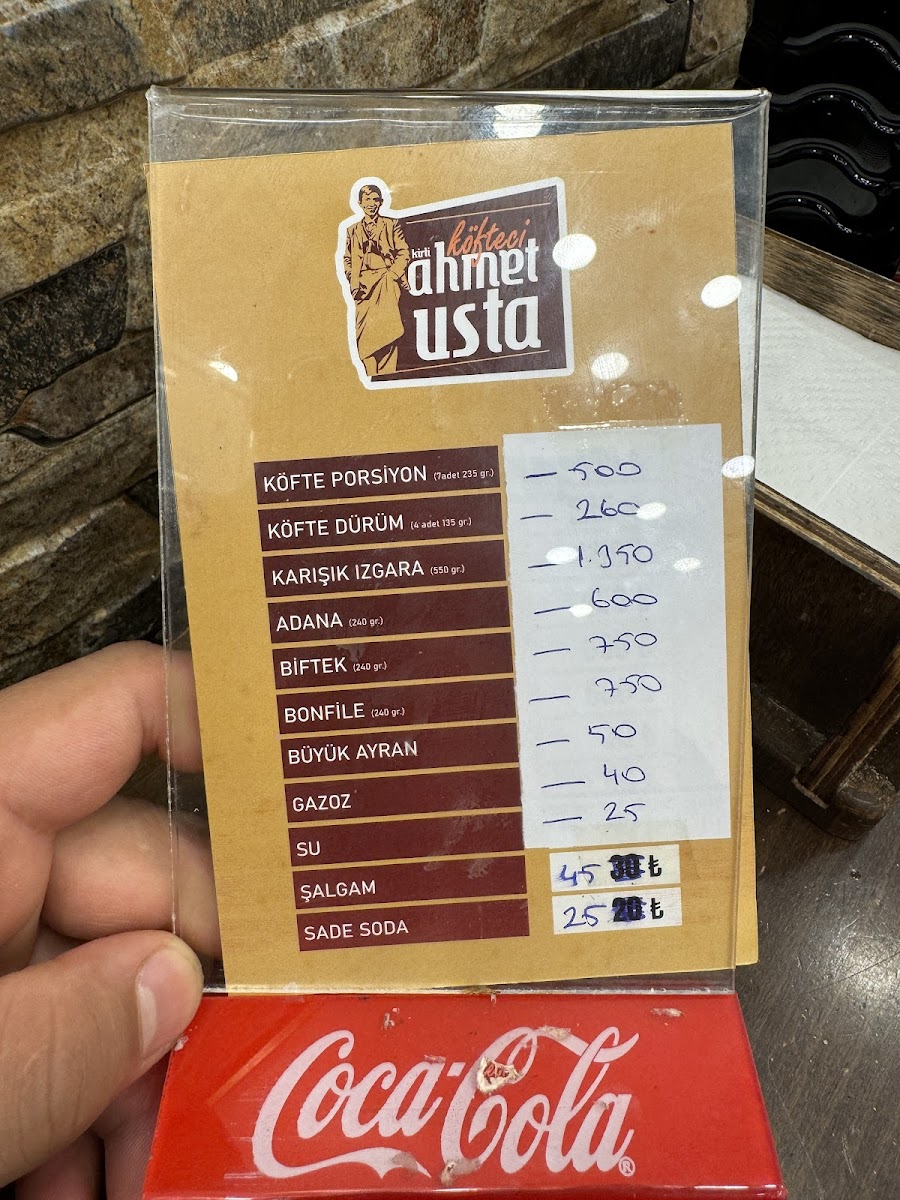 köfteci
kirli
ahmet
usta
KÖFTE PORSİYON (7adet 235 gr.) — 500
KÖFTE DÜRÜM (4 adet 135 gr.) — 260
KARIŞIK IZGARA (550 gr.) — 1.350
ADANA (240 gr.) — 600
BİFTEK (240 gr.) — 750
BONFİLE (240 gr.) — 750
BÜYÜK AYRAN — 50
GAZOZ — 40
SU — 25
ŞALGAM 45 30 ₺
SADE SODA 25 20 ₺
Coca-Cola®